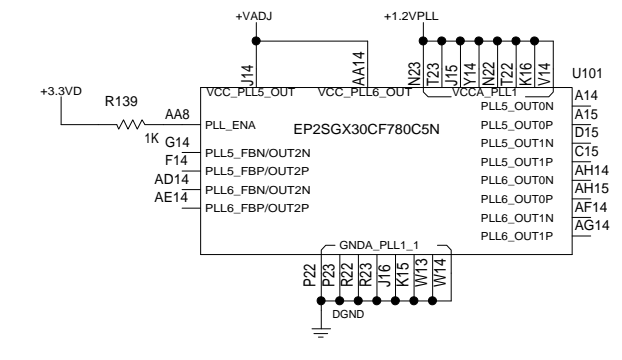 +VADJ
+1.2VPLL
J14
AA14
N23
T23
J15
Y14
N22
T22
K16
V14
U101
VCC_PLL5_OUT
VCC_PLL6_OUT
VCCA_PLL1
+3.3VD
R139
1K
AA8
PLL_ENA
EP2SGX30CF780C5N
G14
PLL5_FBN/OUT2N
F14
PLL5_FBP/OUT2P
AD14
PLL6_FBN/OUT2N
AE14
PLL6_FBP/OUT2P
PLL5_OUT0N
A14
PLL5_OUT0P
A15
PLL5_OUT1N
D15
PLL5_OUT1P
C15
PLL6_OUT0N
AH14
PLL6_OUT0P
AH15
PLL6_OUT1N
AF14
PLL6_OUT1P
AG14
GNDA_PLL1_1
P22
P23
R22
R23
J16
K15
W13
W14
DGND